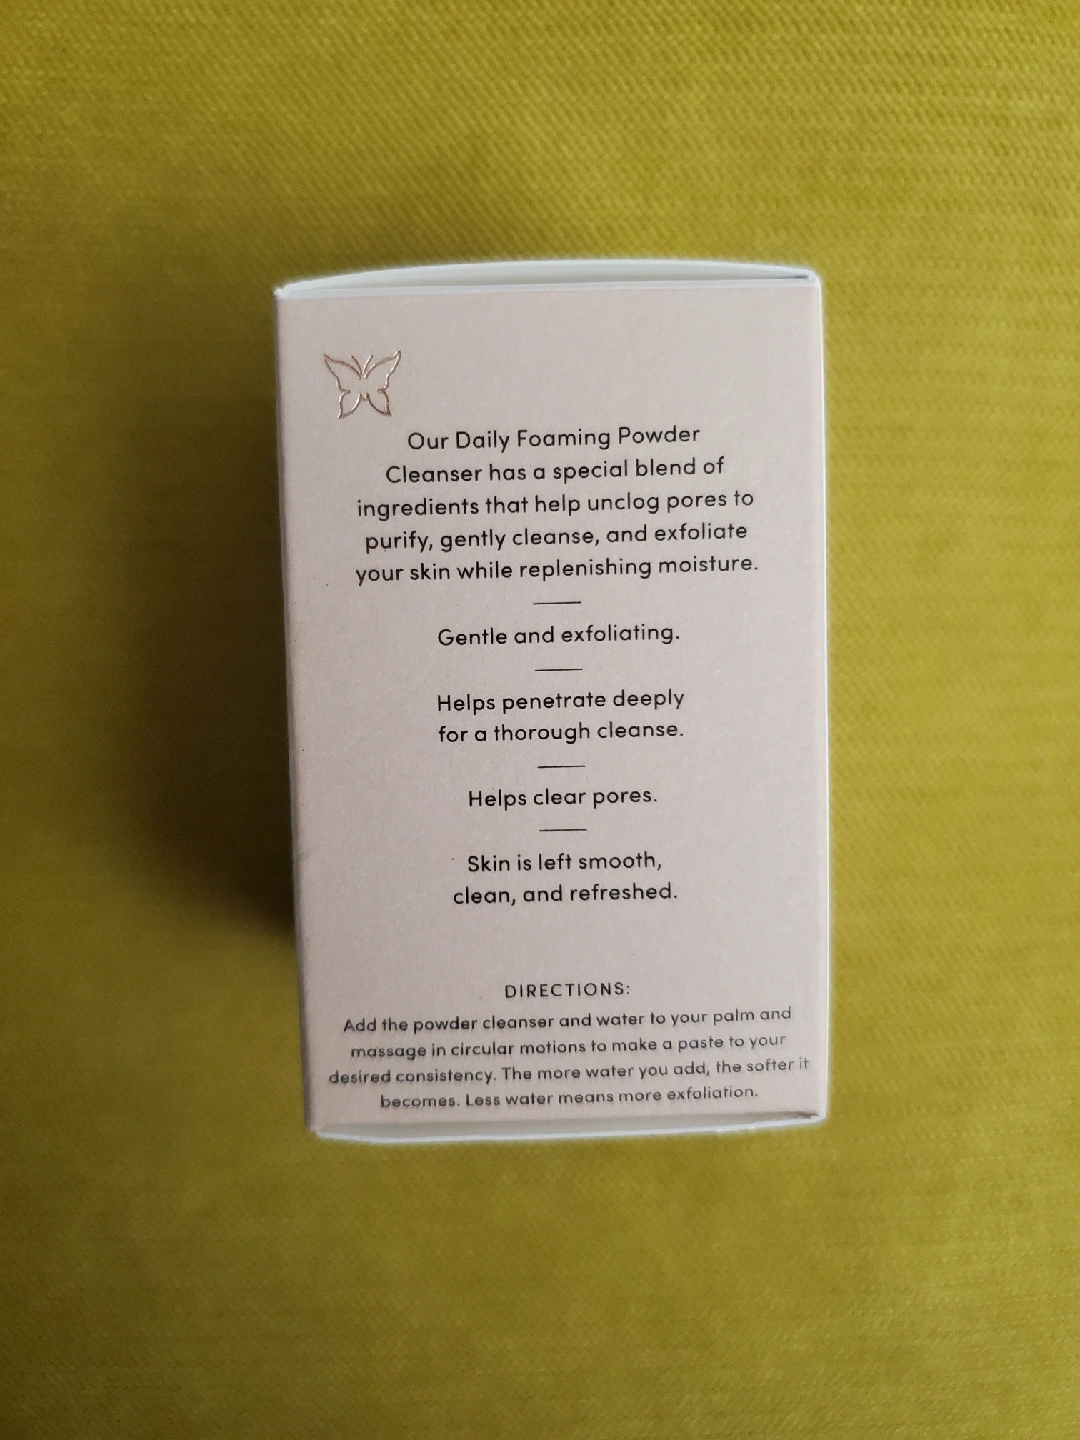 Our Daily Foaming Powder
Cleanser has a special blend of
ingredients that help unclog pores to
purify, gently cleanse, and exfoliate
your skin while replenishing moisture.
Gentle and exfoliating.
Helps penetrate deeply
for a thorough cleanse.
Helps clear pores.
Skin is left smooth,
clean, and refreshed.
DIRECTIONS:
Add the powder cleanser and water to your palm and
massage in circular motions to make a paste to your
desired consistency. The more water you add, the softer it
becomes. Less water means more exfoliation.